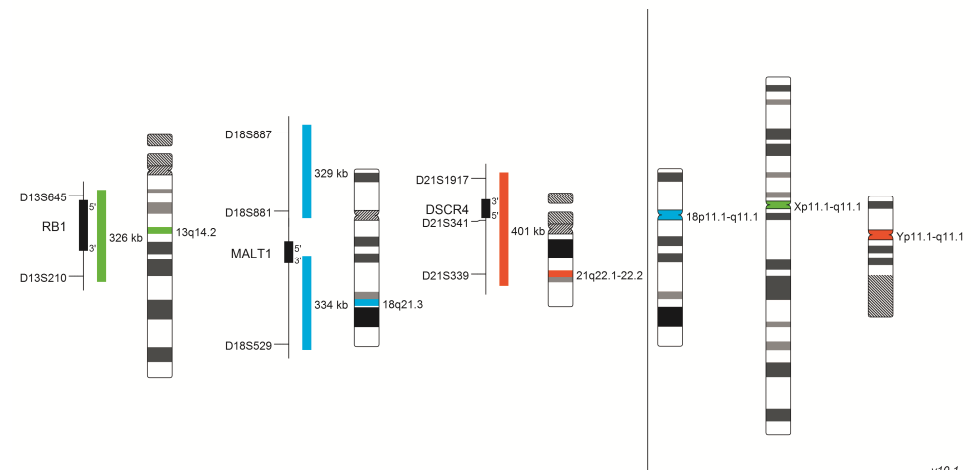 D13S645
5'
RB1
3'
D13S210
326 kb
13q14.2
D18S887
329 kb
D18S881
5'
MALT1
3'
334 kb
18q21.3
D18S529
D21S1917
3'
DSCR4
5'
D21S341
401 kb
D21S339
21q22.1-22.2
18p11.1-q11.1
Xp11.1-q11.1
Yp11.1-q11.1